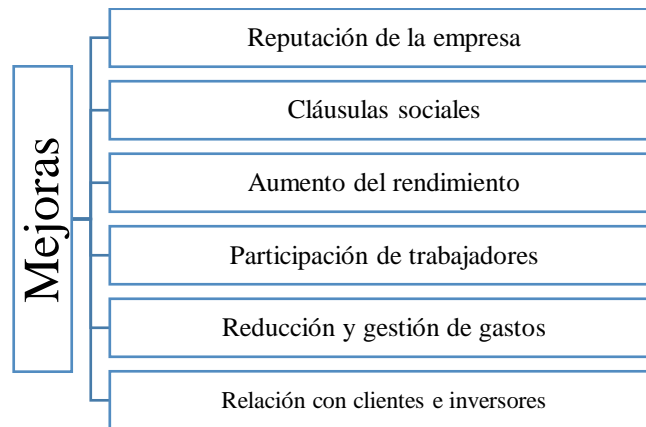 Mejoras
Reputación de la empresa
Cláusulas sociales
Aumento del rendimiento
Participación de trabajadores
Reducción y gestión de gastos
Relación con clientes e inversores